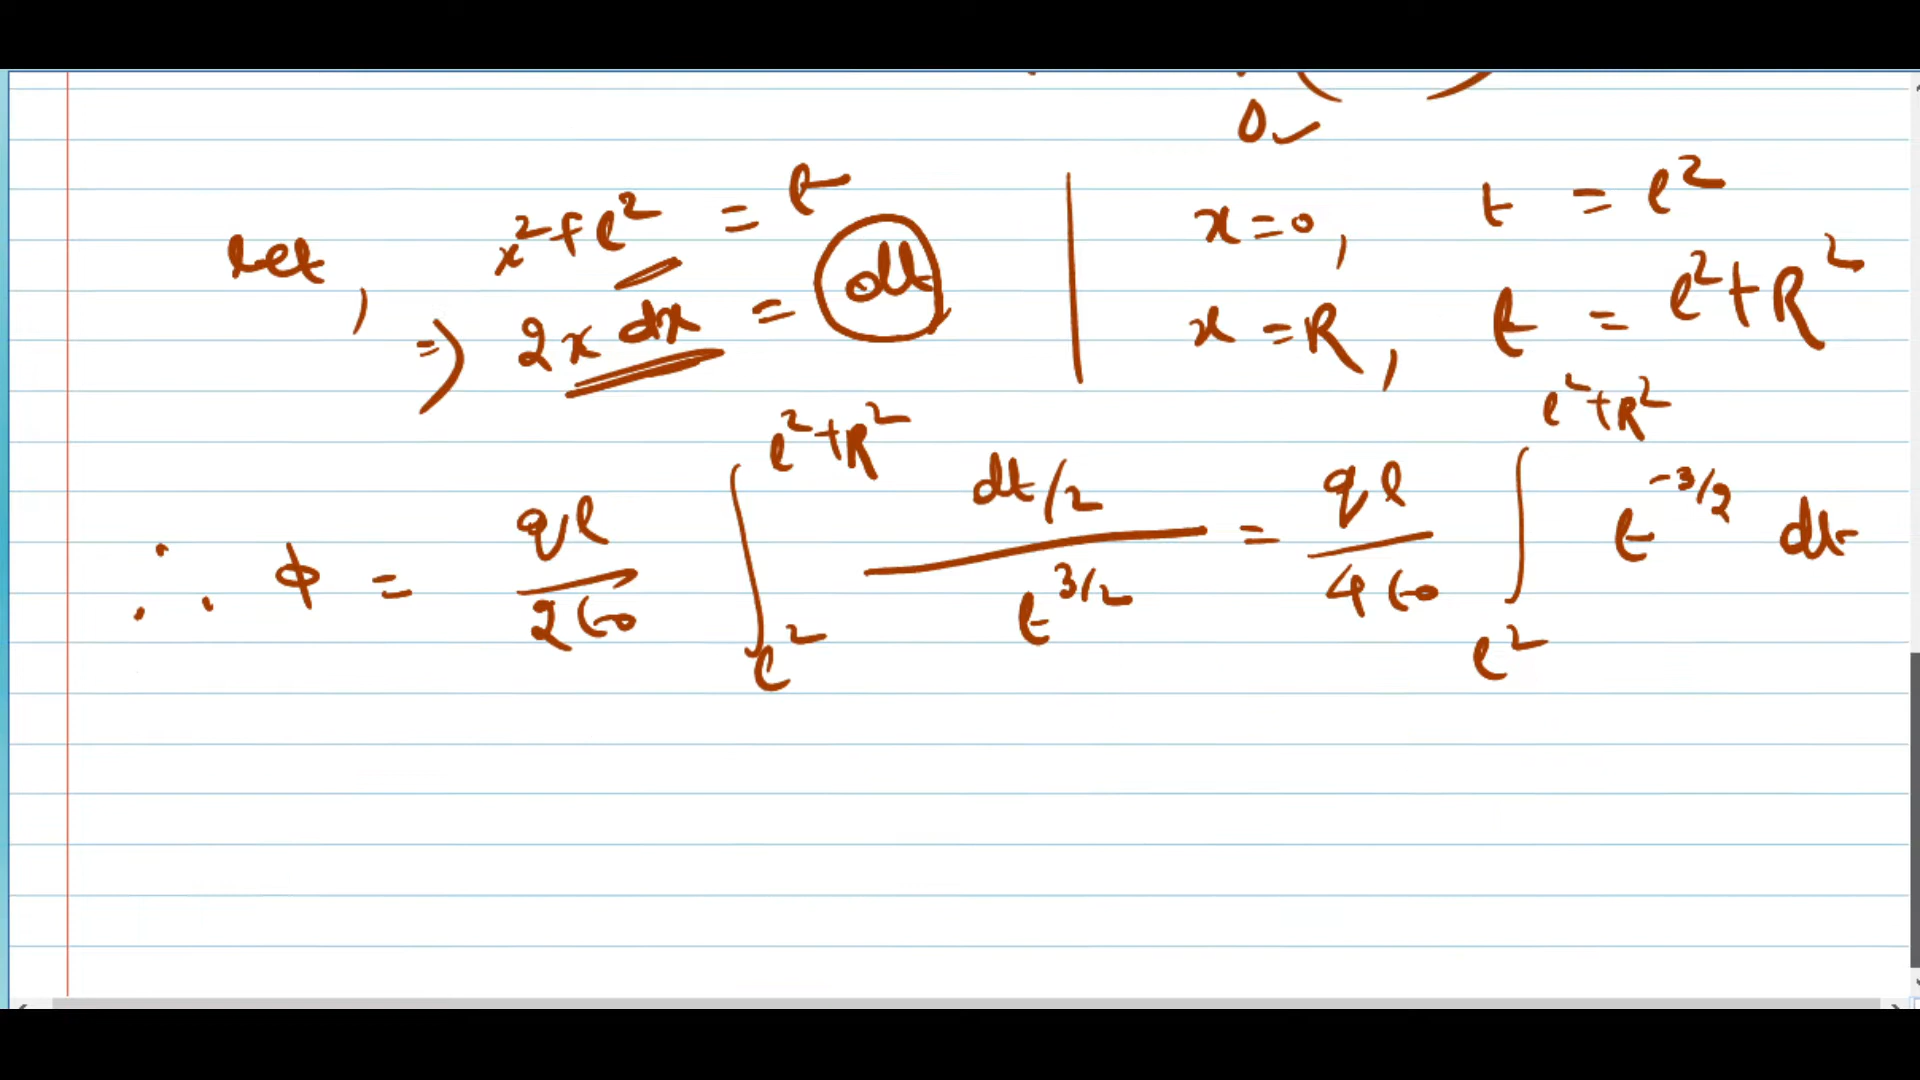 0
let, x²+l² = t | x=0, t = l²
⇒ 2x dx = dt | x=R, t = l²+R²
∴ ϕ = ql/2ϵ₀ ∫_{l²}^{l²+R²} (dt/2)/t^{3/2} = ql/4ϵ₀ ∫_{l²}^{l²+R²} t^{-3/2} dt